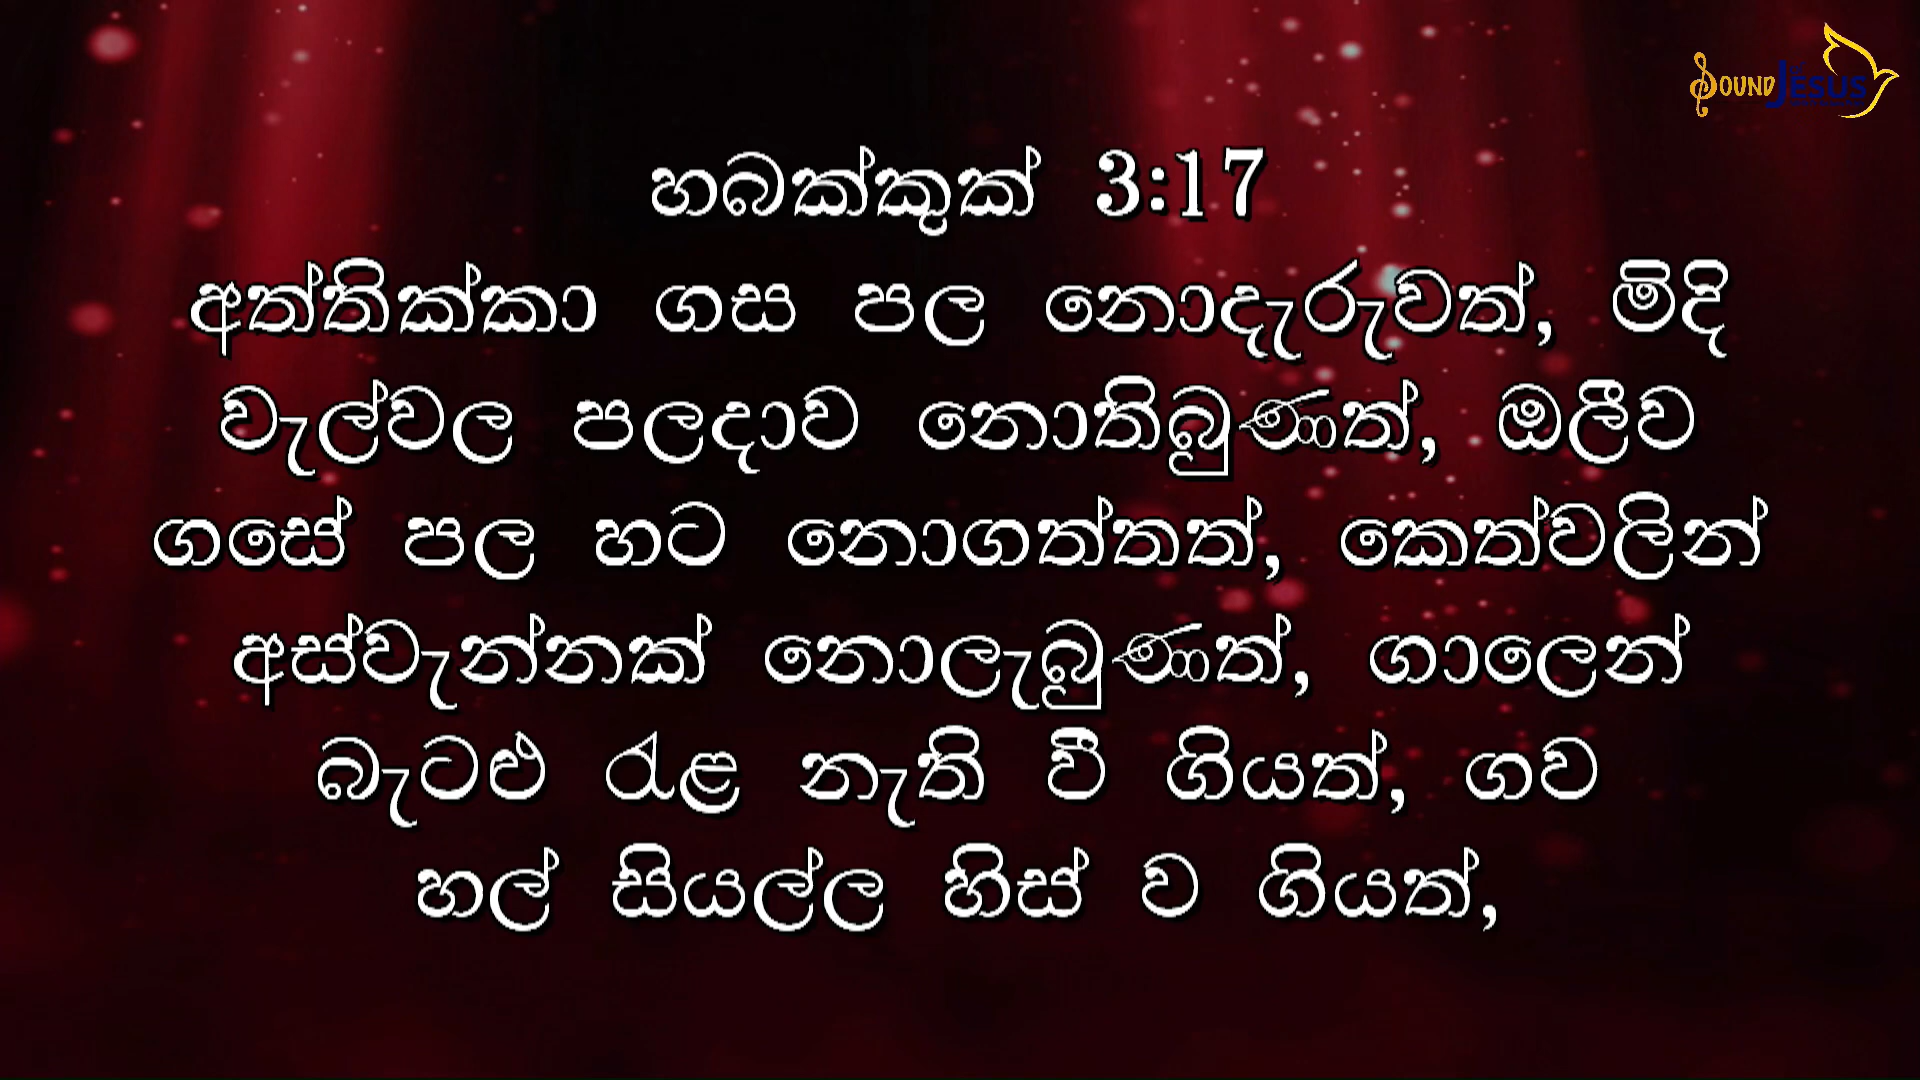 SOUND JESUS
හබක්කුක් 3:17
අත්තික්කා ගස පල නොදැරුවත්, මිදි
වැල්වල පලදාව නොතිබුණත්, ඔලීව
ගසේ පල හට නොගත්තත්, කෙත්වලින්
අස්වැන්නක් නොලැබුණත්, ගාලෙන්
බැටළු රැළ නැති වී ගියත්, ගව
හල් සියල්ල හිස් ව ගියත්,